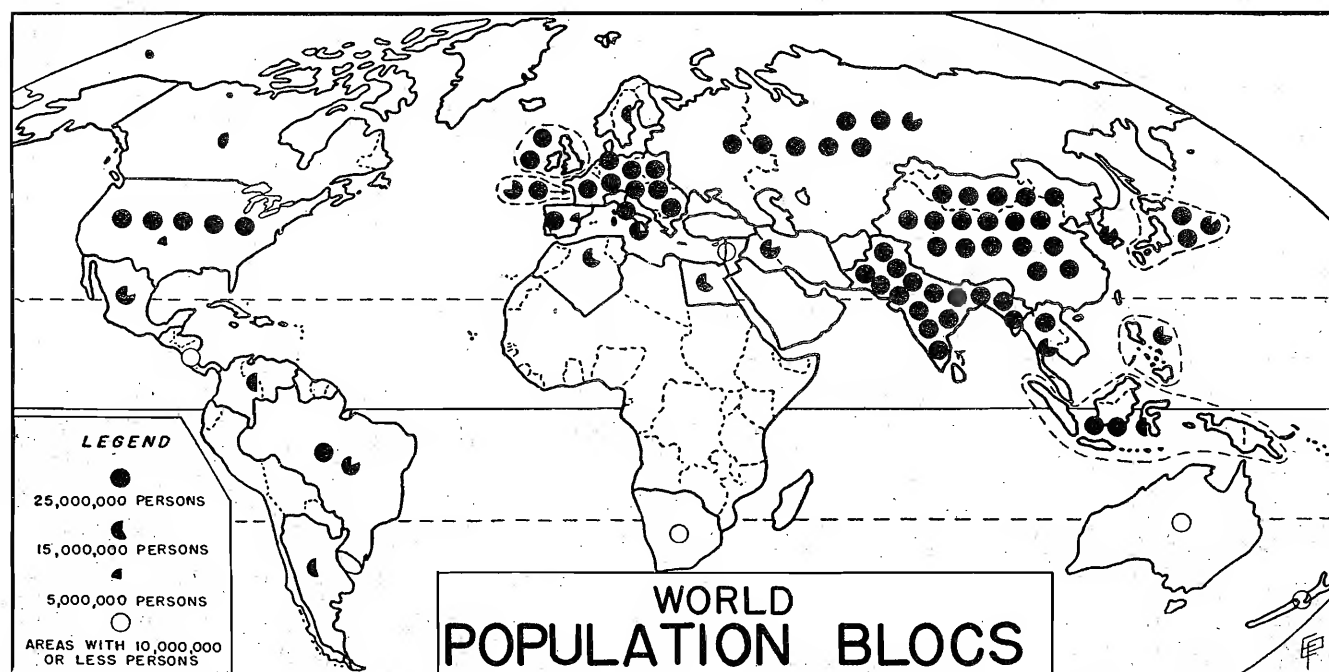 LEGEND
25,000,000 PERSONS
15,000,000 PERSONS
5,000,000 PERSONS
AREAS WITH 10,000,000
OR LESS PERSONS
WORLD
POPULATION BLOCS